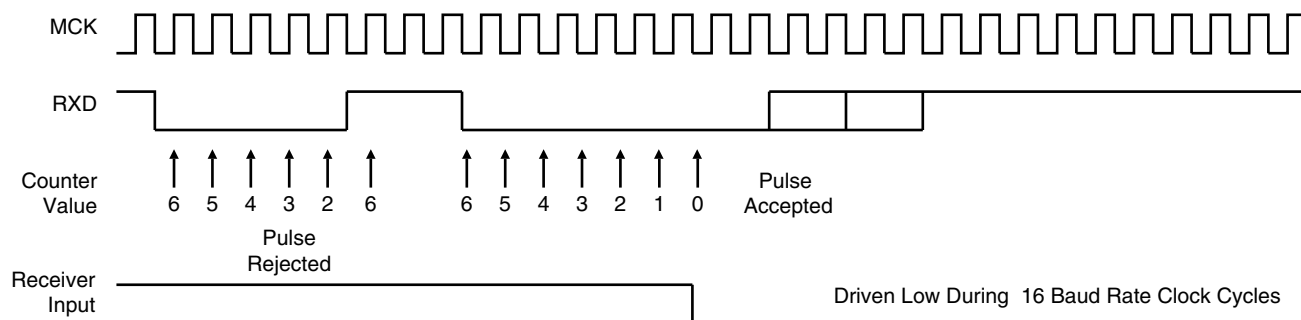 MCK
RXD
Counter
Value
6 5 4 3 2 6 6 5 4 3 2 1 0
Pulse
Accepted
Pulse
Rejected
Receiver
Input
Driven Low During 16 Baud Rate Clock Cycles